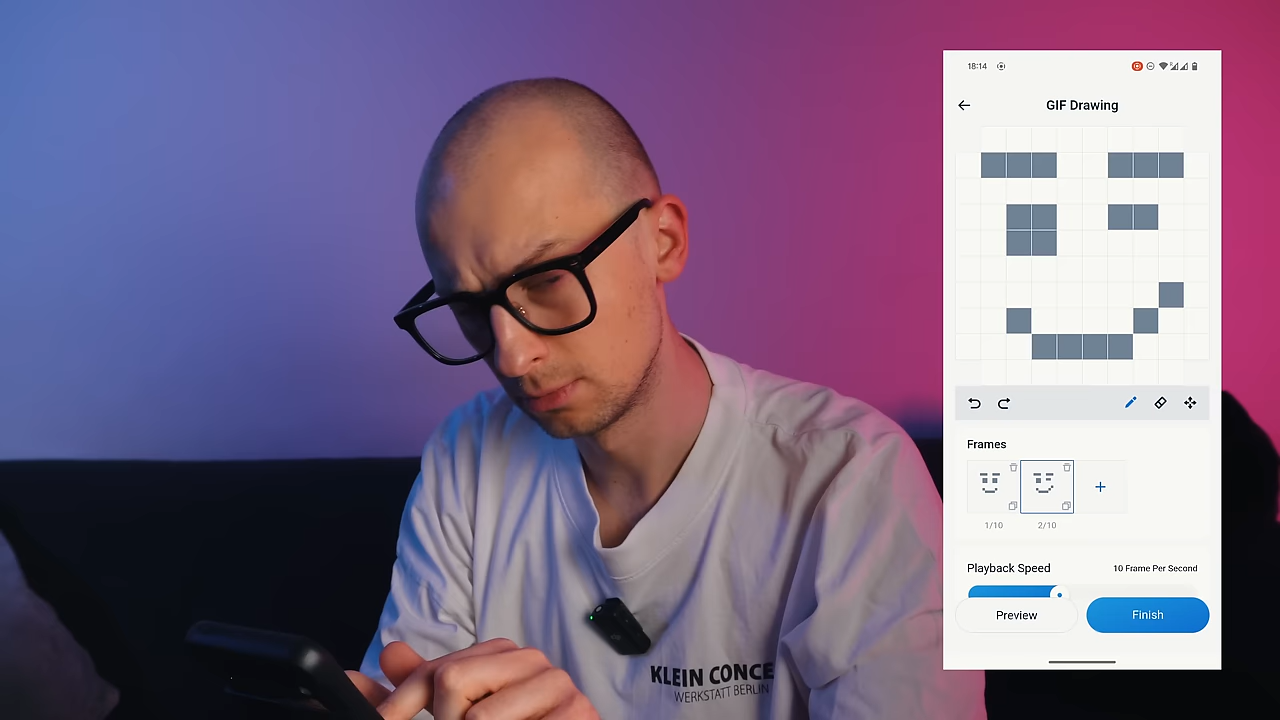 18:14
GIF Drawing
Frames
1/10
2/10
Playback Speed
10 Frame Per Second
Preview
Finish
KLEIN CONCE
WERKSTATT BERLIN